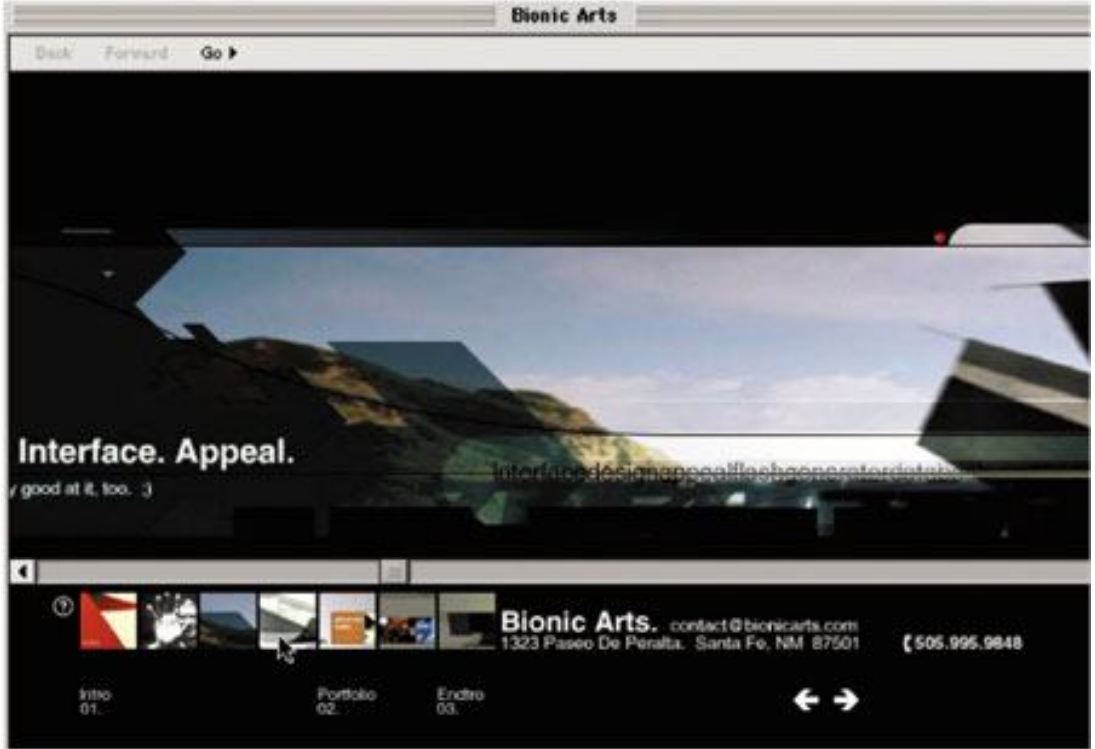 Bionic Arts
Back Forward Go
Interface. Appeal.
y good at it, too. :)
?
Bionic Arts. contact@bionicarts.com
1323 Paseo De Peralta. Santa Fe, NM 87501
505.995.9848
Intro
01.
Portfolio
02.
Endtro
03.